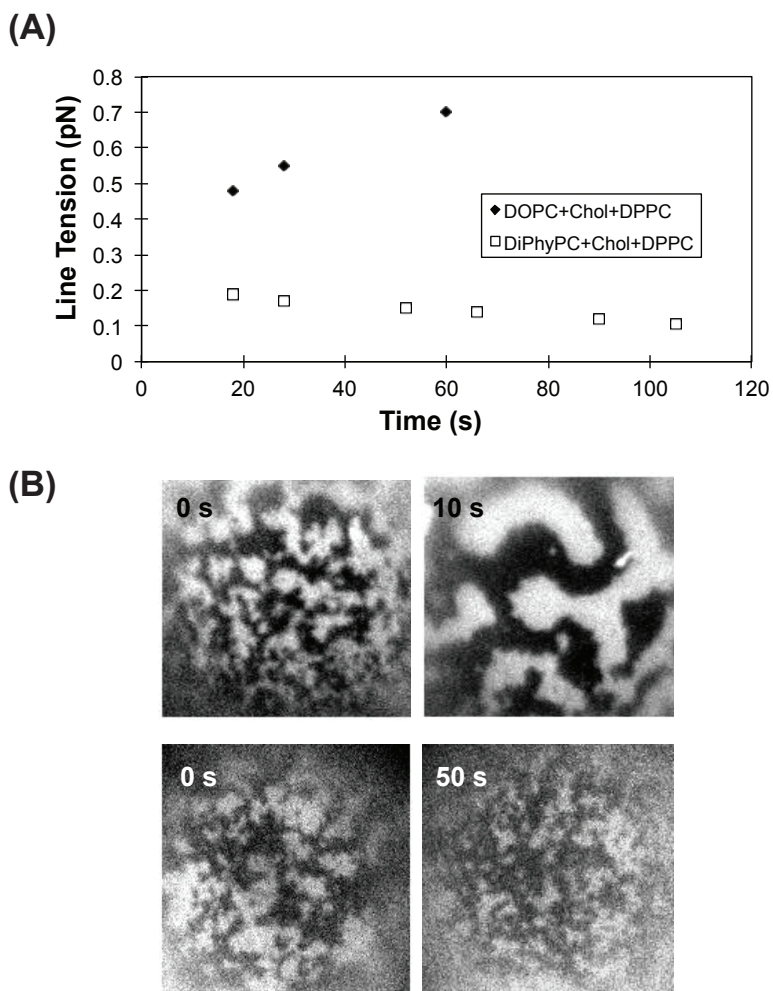 (A)
0.8
0.7
0.6
0.5
0.4
0.3
0.2
0.1
0
Line Tension (pN)
DOPC+Chol+DPPC
DiPhyPC+Chol+DPPC
0 20 40 60 80 100 120
Time (s)
(B)
0 s 10 s
0 s 50 s